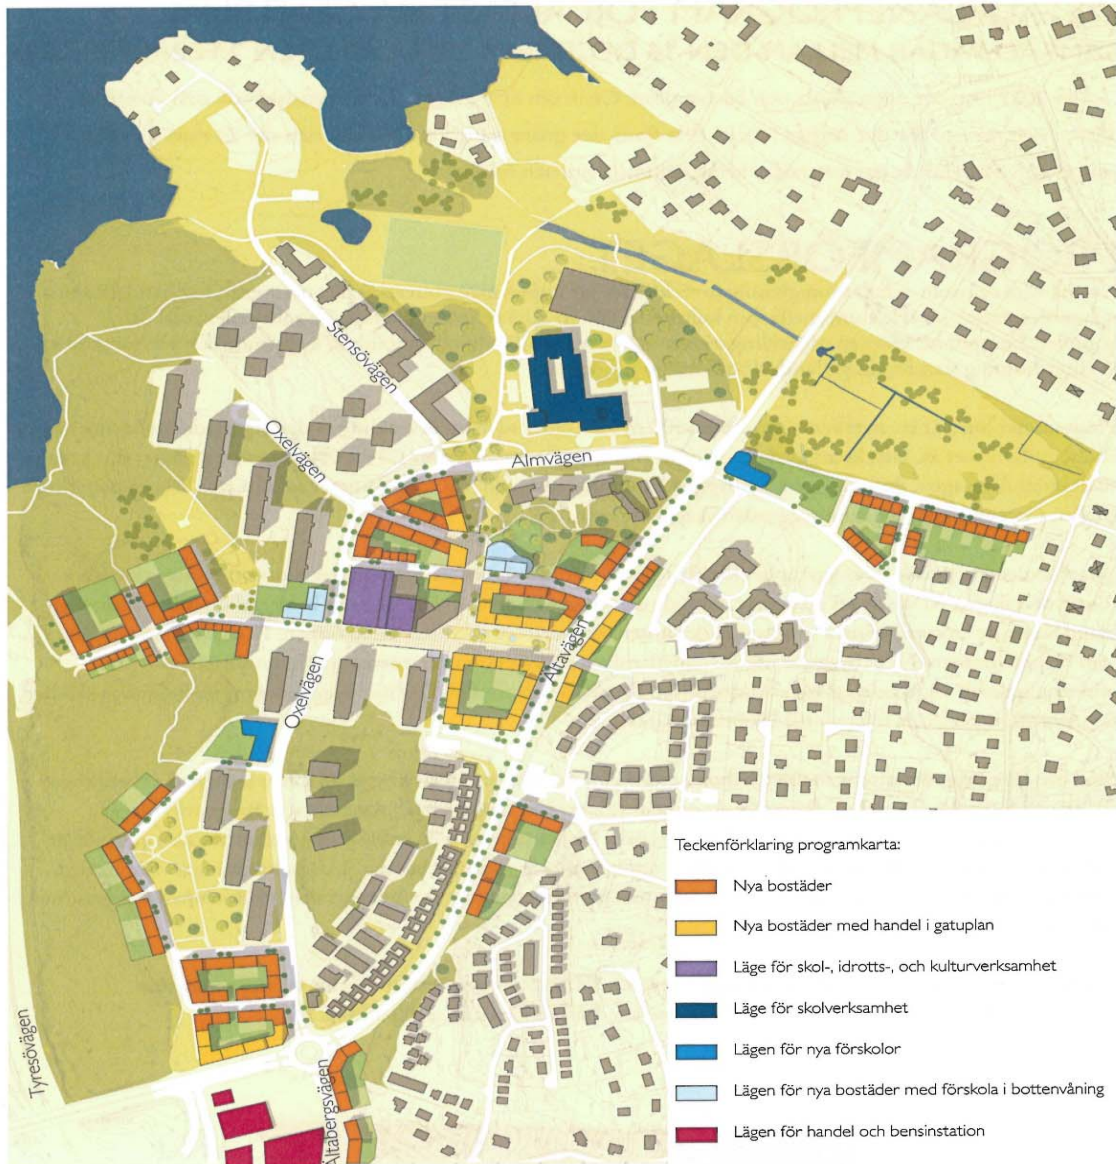 Stensövägen
Oxelvägen
Almvägen
Ältavägen
Oxelvägen
Tyresövägen
Ältabergsvägen
Teckenförklaring programkarta:
Nya bostäder
Nya bostäder med handel i gatuplan
Läge för skol-, idrotts-, och kulturverksamhet
Läge för skolverksamhet
Lägen för nya förskolor
Lägen för nya bostäder med förskola i bottenvåning
Lägen för handel och bensinstation